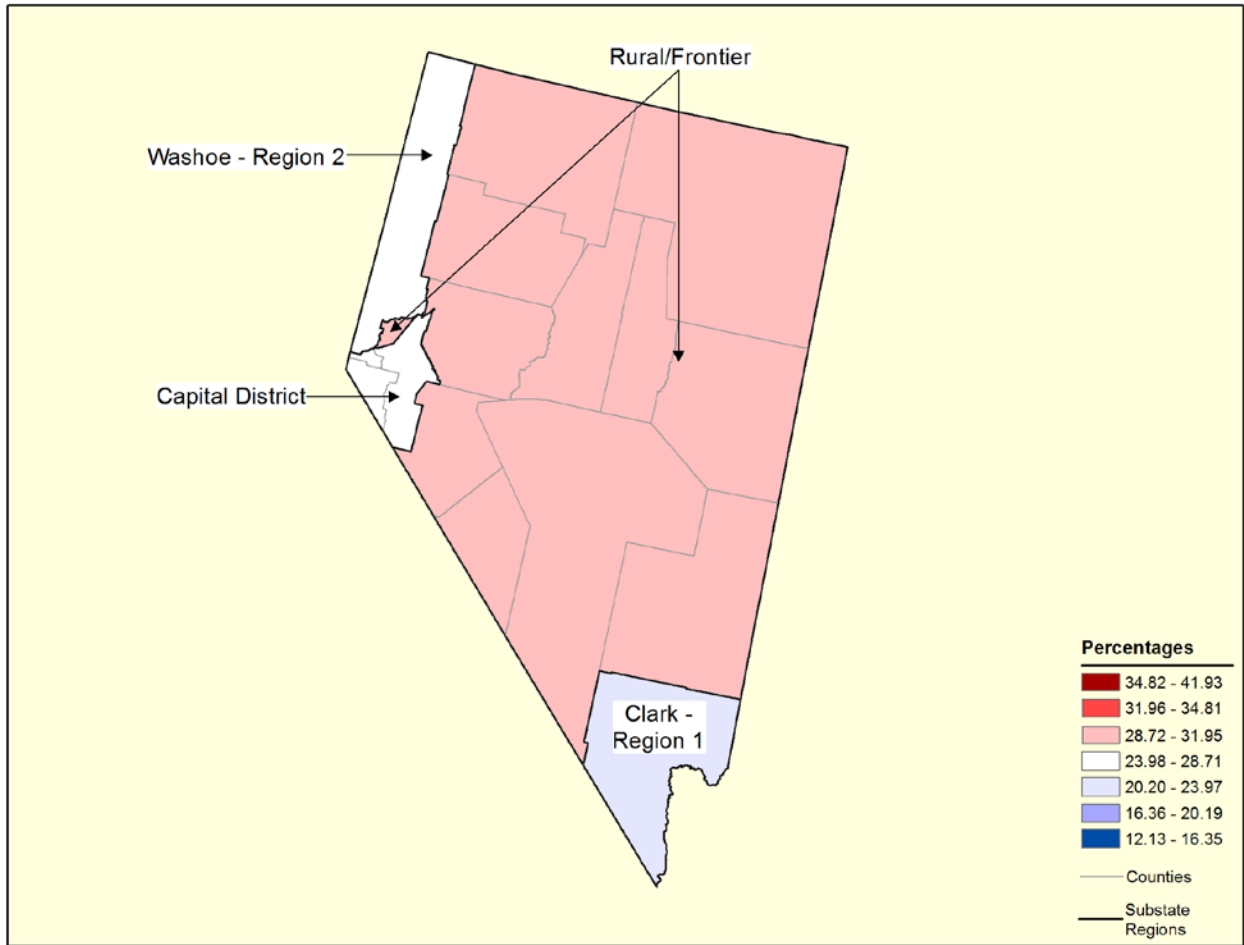 Rural/Frontier
Washoe - Region 2
Capital District
Clark -
Region 1
Percentages
34.82 - 41.93
31.96 - 34.81
28.72 - 31.95
23.98 - 28.71
20.20 - 23.97
16.36 - 20.19
12.13 - 16.35
Counties
Substate
Regions